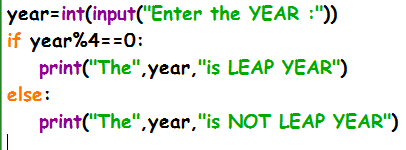 year=int(input("Enter the YEAR :"))
if year%4==0:
    print("The",year,"is LEAP YEAR")
else:
    print("The",year,"is NOT LEAP YEAR")